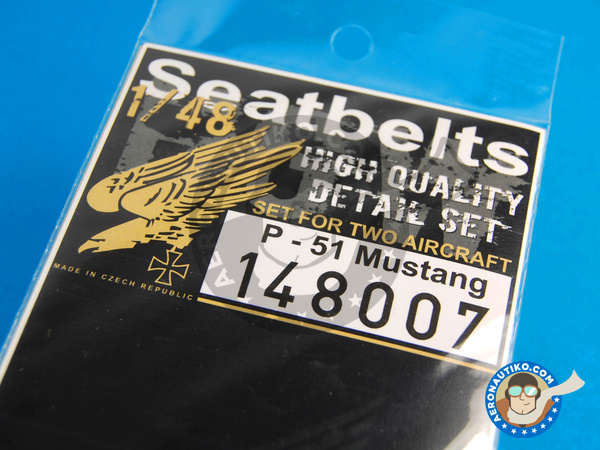 Seatbelts
1/48
HIGH QUALITY
DETAIL SET
SET FOR TWO AIRCRAFT
P - 51 Mustang
148007
MADE IN CZECH REPUBLIC
AERONAUTIKO.COM